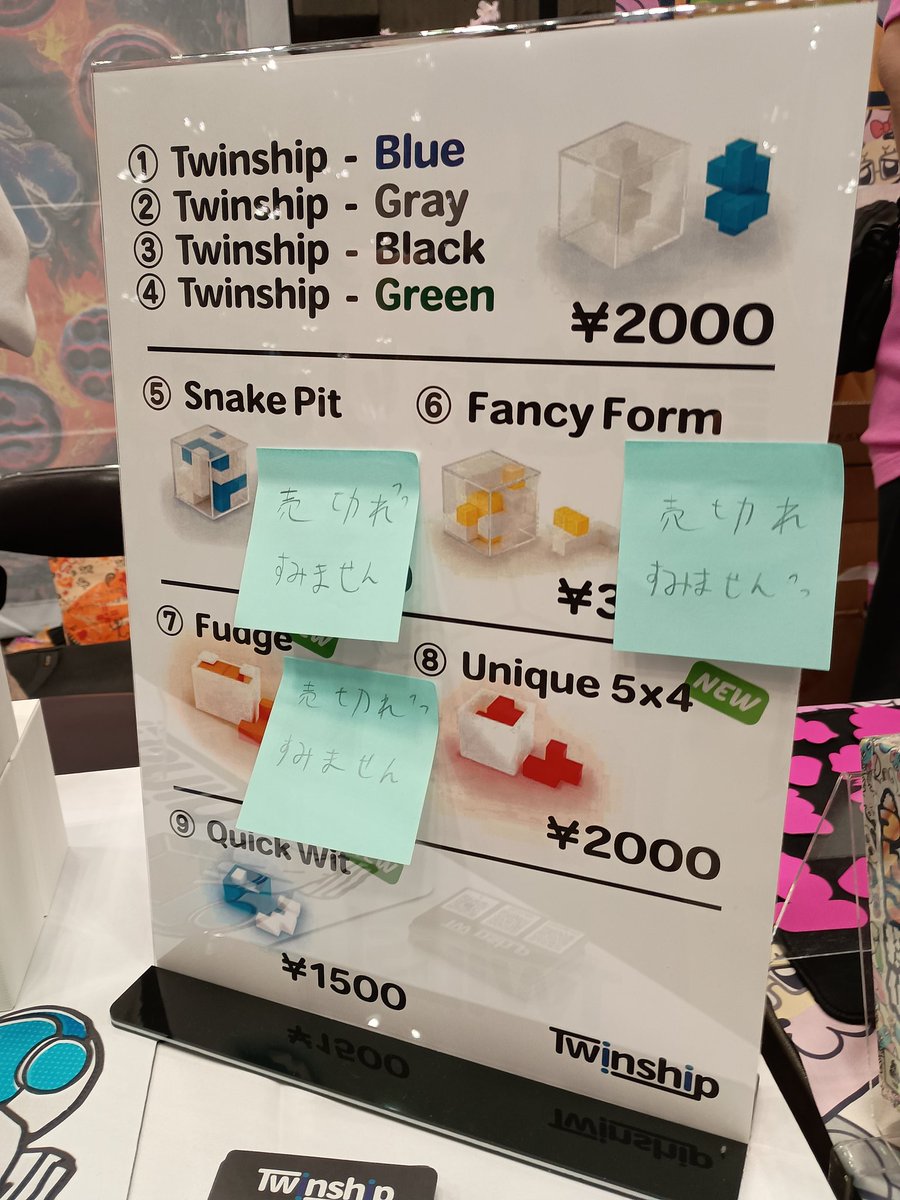 ① Twinship - Blue
② Twinship - Gray
③ Twinship - Black
④ Twinship - Green
¥2000
⑤ Snake Pit
⑥ Fancy Form
売切れ
すみません
売切れ
すみません
¥3
⑦ Fudge
⑧ Unique 5x4
NEW
売切れ
すみません
¥2000
⑨ Quick Wit
¥1500
Twinship
Twinship